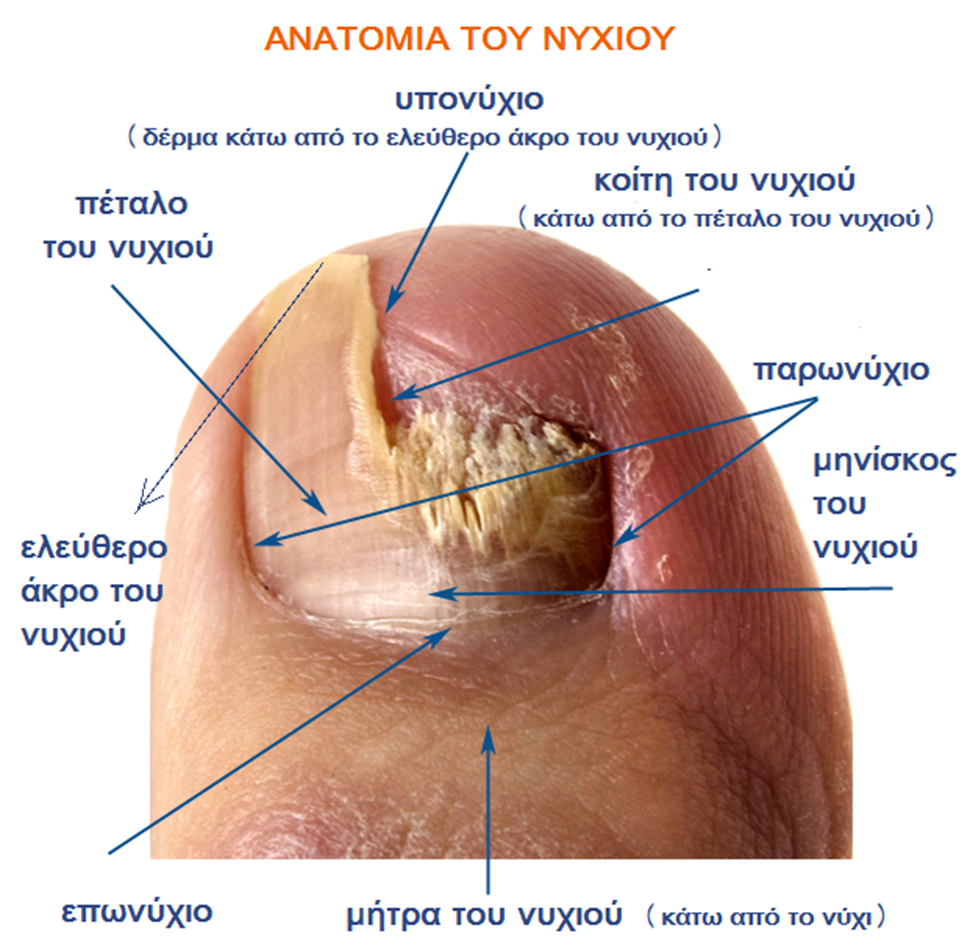 ΑΝΑΤΟΜΙΑ ΤΟΥ ΝΥΧΙΟΥ
υπονύχιο
( δέρμα κάτω από το ελεύθερο άκρο του νυχιού )
κοίτη του νυχιού
( κάτω από το πέταλο του νυχιού )
πέταλο
του νυχιού
παρωνύχιο
μηνίσκος
του
νυχιού
ελεύθερο
άκρο του
νυχιού
επωνύχιο
μήτρα του νυχιού ( κάτω από το νύχι )